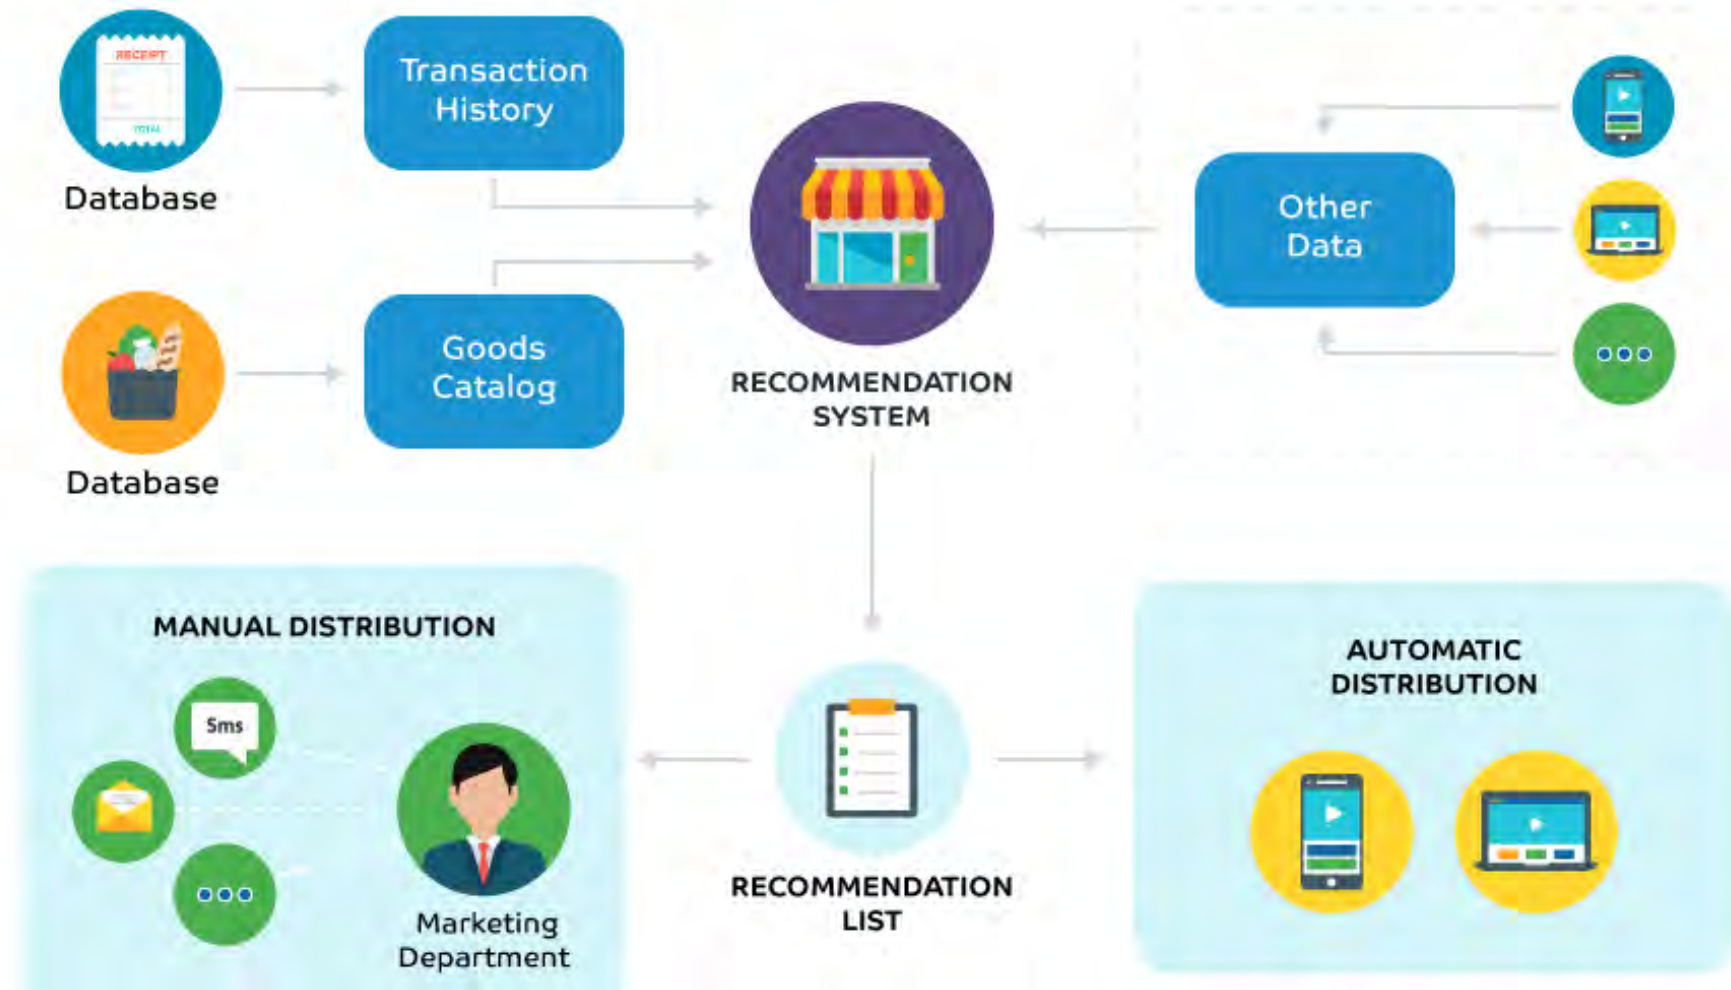 RECEIPT
TOTAL
Database
Transaction
History
Database
Goods
Catalog
RECOMMENDATION
SYSTEM
Other
Data
MANUAL DISTRIBUTION
Sms
Marketing
Department
RECOMMENDATION
LIST
AUTOMATIC
DISTRIBUTION